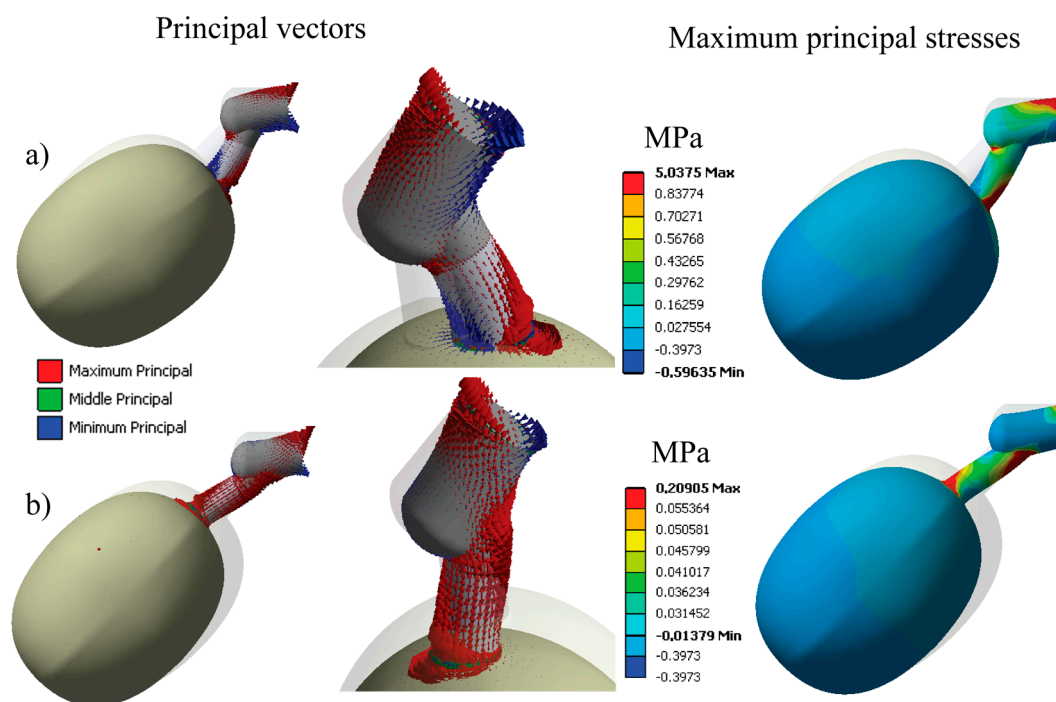 Principal vectors
Maximum principal stresses
a)
MPa
5,0375 Max
0.83774
0.70271
0.56768
0.43265
0.29762
0.16259
0.027554
-0.3973
-0,59635 Min
Maximum Principal
Middle Principal
Minimum Principal
b)
MPa
0,20905 Max
0.055364
0.050581
0.045799
0.041017
0.036234
0.031452
-0,01379 Min
-0.3973
-0.3973